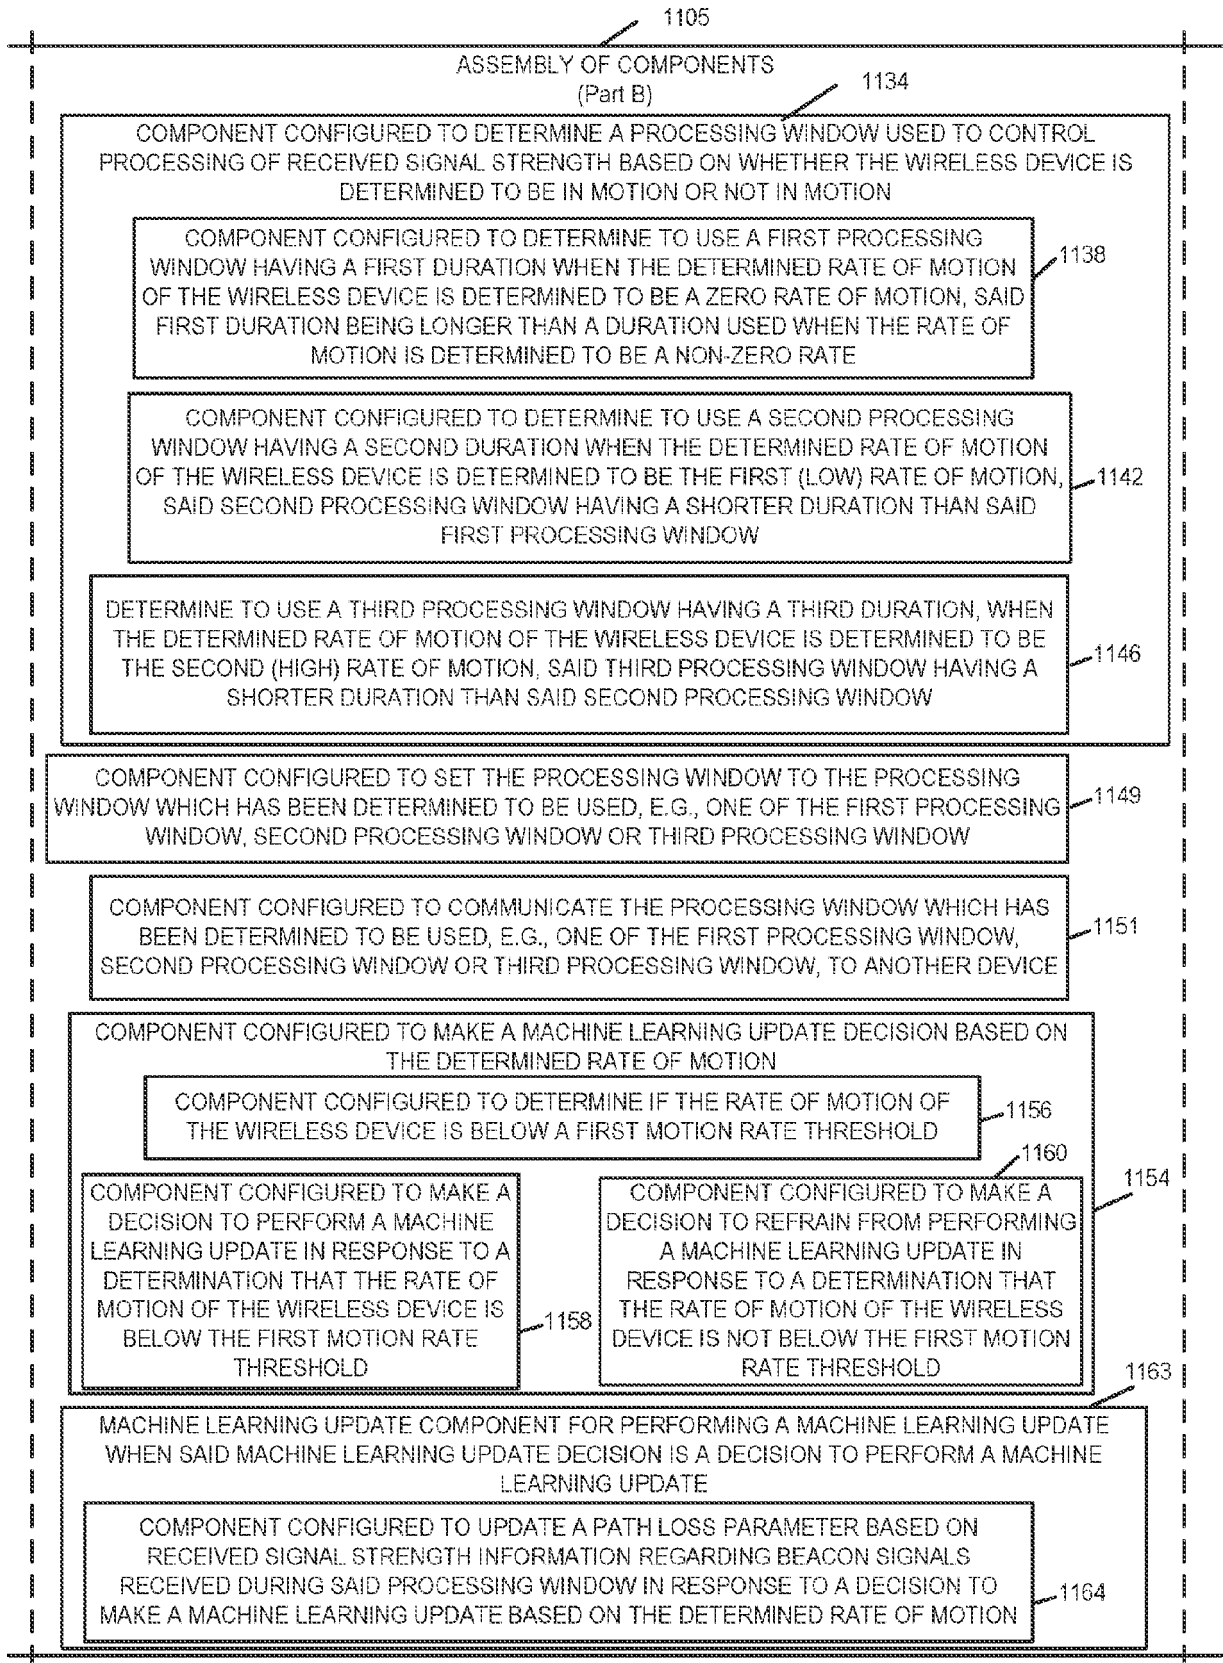 1105
ASSEMBLY OF COMPONENTS
(Part B)
1134
COMPONENT CONFIGURED TO DETERMINE A PROCESSING WINDOW USED TO CONTROL
PROCESSING OF RECEIVED SIGNAL STRENGTH BASED ON WHETHER THE WIRELESS DEVICE IS
DETERMINED TO BE IN MOTION OR NOT IN MOTION
COMPONENT CONFIGURED TO DETERMINE TO USE A FIRST PROCESSING
WINDOW HAVING A FIRST DURATION WHEN THE DETERMINED RATE OF MOTION
OF THE WIRELESS DEVICE IS DETERMINED TO BE A ZERO RATE OF MOTION, SAID
FIRST DURATION BEING LONGER THAN A DURATION USED WHEN THE RATE OF
MOTION IS DETERMINED TO BE A NON-ZERO RATE
1138
COMPONENT CONFIGURED TO DETERMINE TO USE A SECOND PROCESSING
WINDOW HAVING A SECOND DURATION WHEN THE DETERMINED RATE OF MOTION
OF THE WIRELESS DEVICE IS DETERMINED TO BE THE FIRST (LOW) RATE OF MOTION,
SAID SECOND PROCESSING WINDOW HAVING A SHORTER DURATION THAN SAID
FIRST PROCESSING WINDOW
1142
DETERMINE TO USE A THIRD PROCESSING WINDOW HAVING A THIRD DURATION, WHEN
THE DETERMINED RATE OF MOTION OF THE WIRELESS DEVICE IS DETERMINED TO BE
THE SECOND (HIGH) RATE OF MOTION, SAID THIRD PROCESSING WINDOW HAVING A
SHORTER DURATION THAN SAID SECOND PROCESSING WINDOW
1146
COMPONENT CONFIGURED TO SET THE PROCESSING WINDOW TO THE PROCESSING
WINDOW WHICH HAS BEEN DETERMINED TO BE USED, E.G., ONE OF THE FIRST PROCESSING
WINDOW, SECOND PROCESSING WINDOW OR THIRD PROCESSING WINDOW
1149
COMPONENT CONFIGURED TO COMMUNICATE THE PROCESSING WINDOW WHICH HAS
BEEN DETERMINED TO BE USED, E.G., ONE OF THE FIRST PROCESSING WINDOW,
SECOND PROCESSING WINDOW OR THIRD PROCESSING WINDOW, TO ANOTHER DEVICE
1151
COMPONENT CONFIGURED TO MAKE A MACHINE LEARNING UPDATE DECISION BASED ON
THE DETERMINED RATE OF MOTION
COMPONENT CONFIGURED TO DETERMINE IF THE RATE OF MOTION OF
THE WIRELESS DEVICE IS BELOW A FIRST MOTION RATE THRESHOLD
1156
1160
1154
COMPONENT CONFIGURED TO MAKE A
DECISION TO PERFORM A MACHINE
LEARNING UPDATE IN RESPONSE TO A
DETERMINATION THAT THE RATE OF
MOTION OF THE WIRELESS DEVICE IS
BELOW THE FIRST MOTION RATE
THRESHOLD
1158
COMPONENT CONFIGURED TO MAKE A
DECISION TO REFRAIN FROM PERFORMING
A MACHINE LEARNING UPDATE IN
RESPONSE TO A DETERMINATION THAT
THE RATE OF MOTION OF THE WIRELESS
DEVICE IS NOT BELOW THE FIRST MOTION
RATE THRESHOLD
1163
MACHINE LEARNING UPDATE COMPONENT FOR PERFORMING A MACHINE LEARNING UPDATE
WHEN SAID MACHINE LEARNING UPDATE DECISION IS A DECISION TO PERFORM A MACHINE
LEARNING UPDATE
COMPONENT CONFIGURED TO UPDATE A PATH LOSS PARAMETER BASED ON
RECEIVED SIGNAL STRENGTH INFORMATION REGARDING BEACON SIGNALS
RECEIVED DURING SAID PROCESSING WINDOW IN RESPONSE TO A DECISION TO
MAKE A MACHINE LEARNING UPDATE BASED ON THE DETERMINED RATE OF MOTION
1164